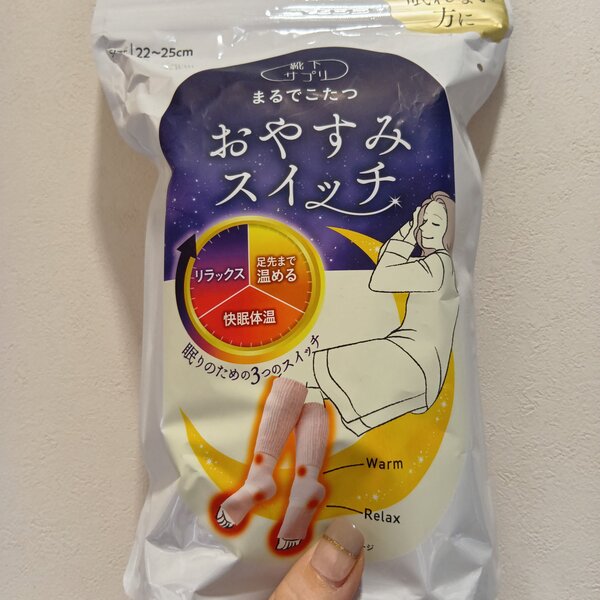 方に
22~25cm
靴下
サプリ
まるでこたつ
おやすみ
スイッチ
リラックス
足先まで
温める
快眠体温
眠りのための3つのスイッチ
Warm
Relax